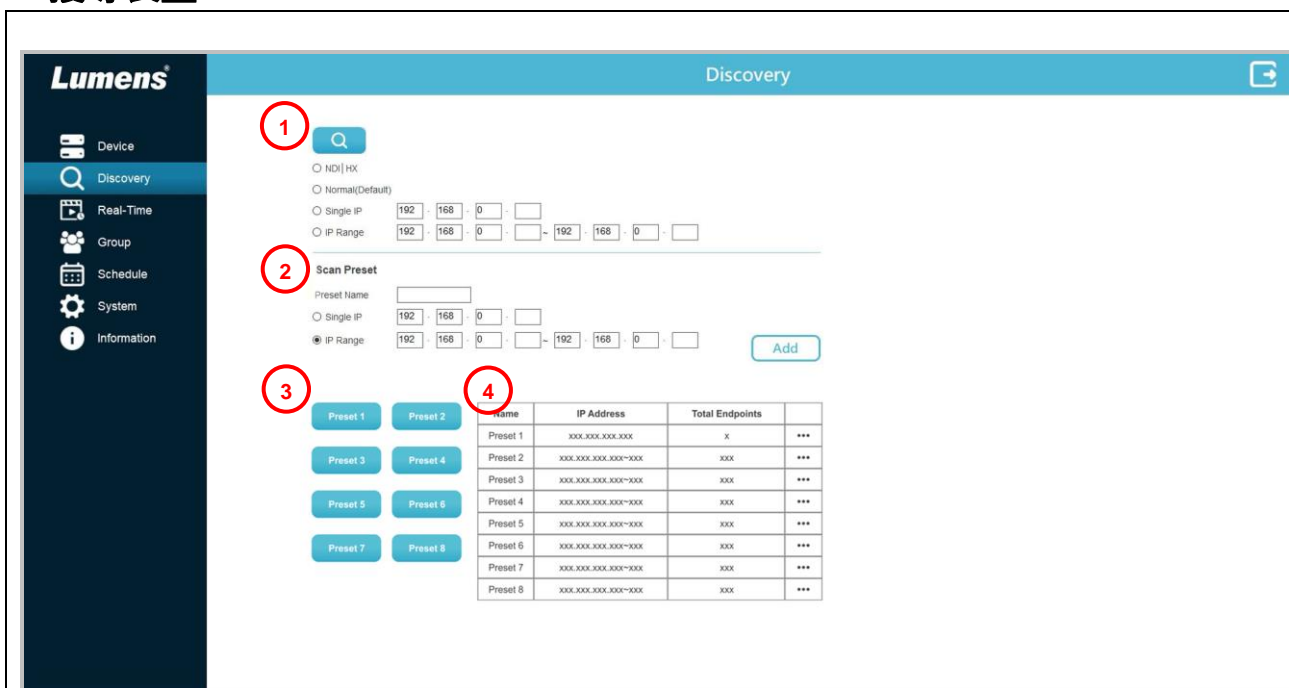 Lumens®
Discovery
Device
Discovery
Real-Time
Group
Schedule
System
Information
1
NDI|HX
Normal(Default)
Single IP 192 . 168 . 0 .
IP Range 192 . 168 . 0 . ~ 192 . 168 . 0 .
2
Scan Preset
Preset Name
Single IP 192 . 168 . 0 .
IP Range 192 . 168 . 0 . ~ 192 . 168 . 0 .
Add
3
Preset 1 Preset 2
Preset 3 Preset 4
Preset 5 Preset 6
Preset 7 Preset 8
4
Name IP Address Total Endpoints
Preset 1 xxx.xxx.xxx.xxx x •••
Preset 2 xxx.xxx.xxx.xxx~xxx xxx •••
Preset 3 xxx.xxx.xxx.xxx~xxx xxx •••
Preset 4 xxx.xxx.xxx.xxx~xxx xxx •••
Preset 5 xxx.xxx.xxx.xxx~xxx xxx •••
Preset 6 xxx.xxx.xxx.xxx~xxx xxx •••
Preset 7 xxx.xxx.xxx.xxx~xxx xxx •••
Preset 8 xxx.xxx.xxx.xxx~xxx xxx •••